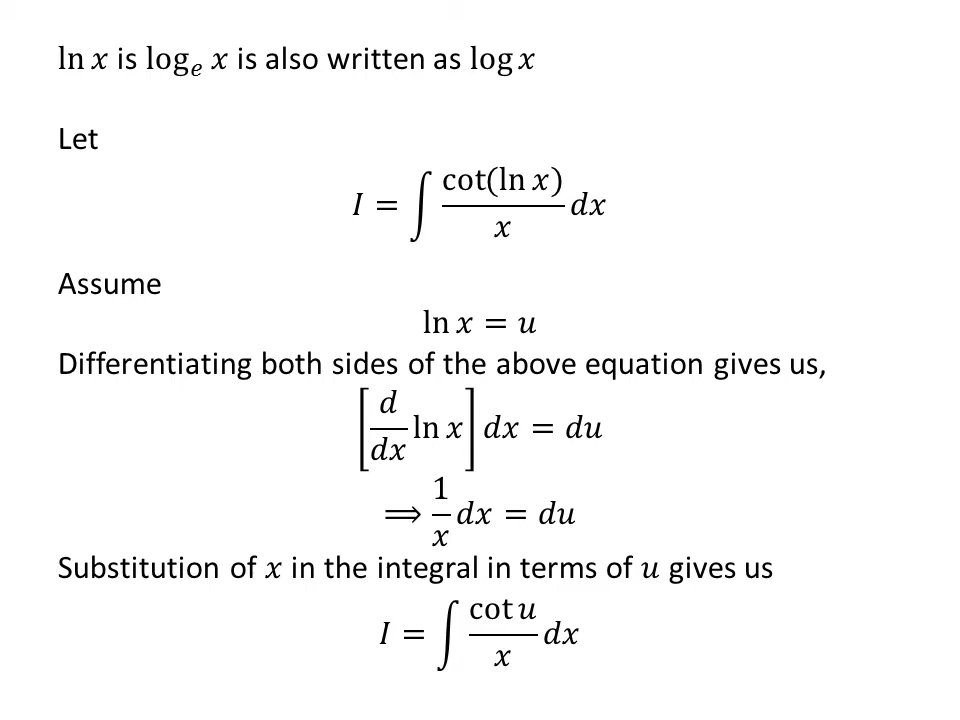 ln x is logₑ x is also written as log x
Let
I = ∫ cot(ln x)/x dx
Assume
ln x = u
Differentiating both sides of the above equation gives us,
[d/dx ln x] dx = du
⟹ 1/x dx = du
Substitution of x in the integral in terms of u gives us
I = ∫ cot u/x dx